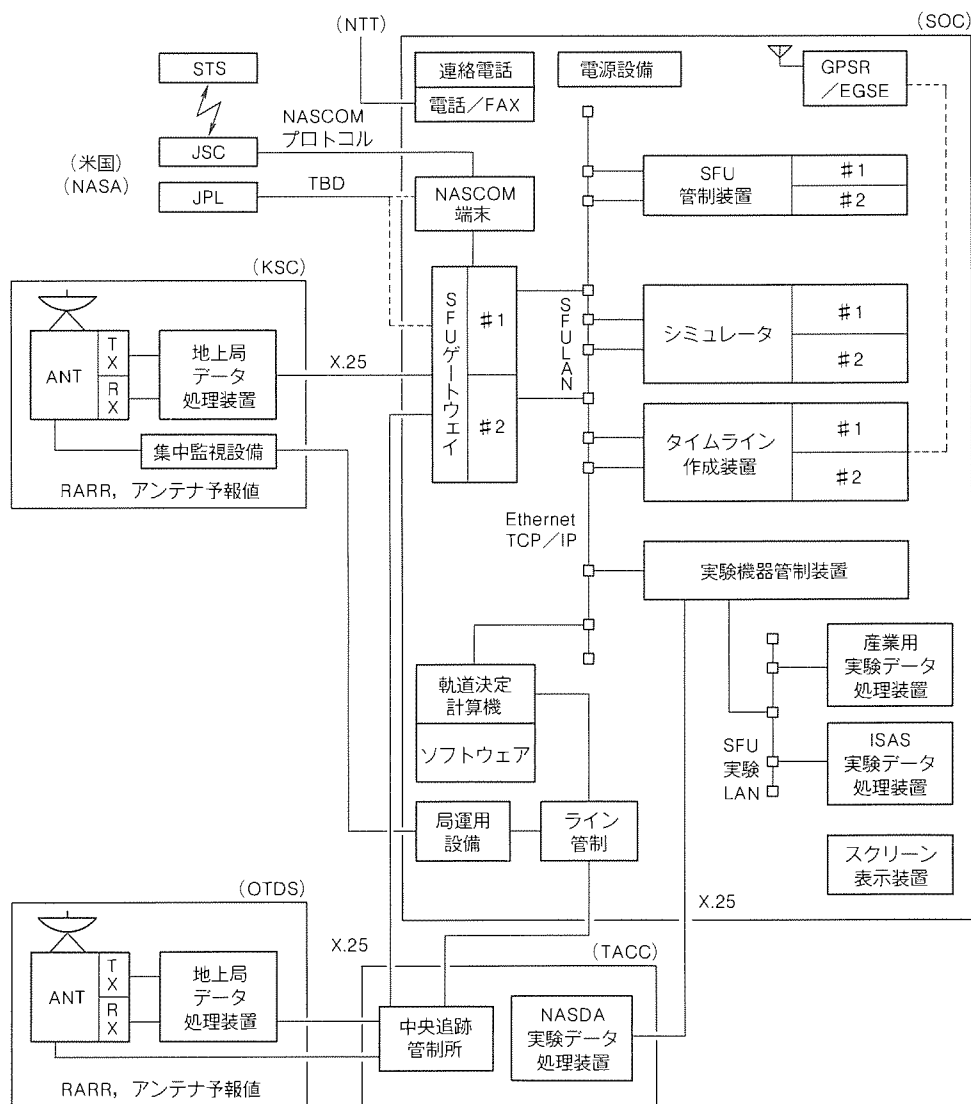 (NTT)
(SOC)
STS
連絡電話
電話／FAX
電源設備
GPSR
／EGSE
NASCOM
プロトコル
JSC
(米国)
(NASA)
JPL
TBD
NASCOM
端末
SFU
管制装置
#1
#2
(KSC)
ANT
TX
RX
地上局
データ
処理装置
X.25
集中監視設備
RARR，アンテナ予報値
SFUゲートウェイ
#1
#2
SFULAN
シミュレータ
#1
#2
タイムライン
作成装置
#1
#2
Ethernet
TCP／IP
実験機器管制装置
産業用
実験データ
処理装置
SFU
実験
LAN
ISAS
実験データ
処理装置
スクリーン
表示装置
軌道決定
計算機
ソフトウェア
局運用
設備
ライン
管制
X.25
(OTDS)
ANT
TX
RX
地上局
データ
処理装置
X.25
RARR，アンテナ予報値
(TACC)
中央追跡
管制所
NASDA
実験データ
処理装置